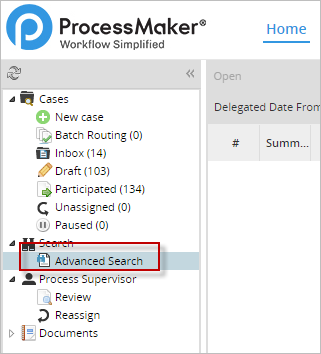 ProcessMaker®
Workflow Simplified
Home
Open
Delegated Date From
# Summ...
Cases
New case
Batch Routing (0)
Inbox (14)
Draft (103)
Participated (134)
Unassigned (0)
Paused (0)
Search
Advanced Search
Process Supervisor
Review
Reassign
Documents